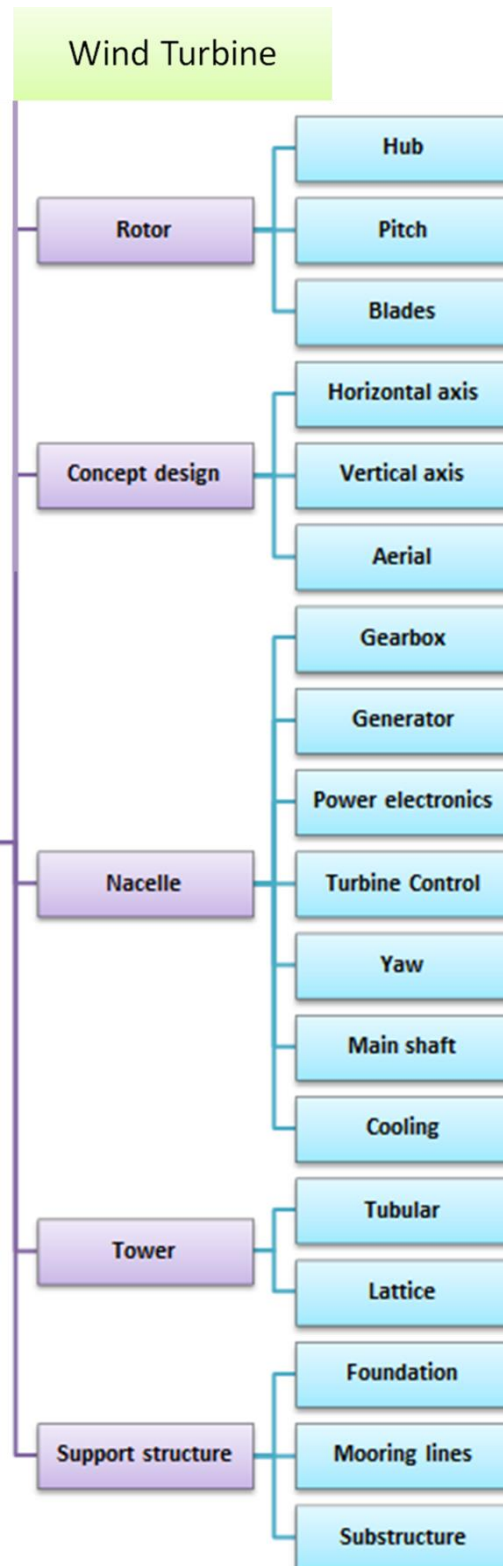 Wind Turbine
Rotor
Hub
Pitch
Blades
Concept design
Horizontal axis
Vertical axis
Aerial
Nacelle
Gearbox
Generator
Power electronics
Turbine Control
Yaw
Main shaft
Cooling
Tower
Tubular
Lattice
Support structure
Foundation
Mooring lines
Substructure